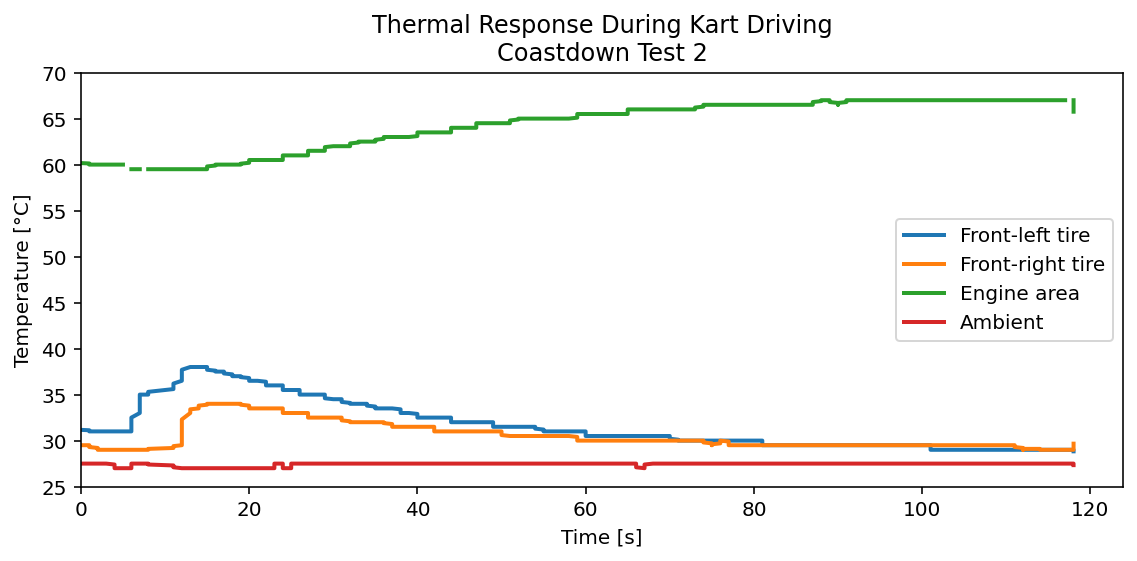 Thermal Response During Kart Driving
Coastdown Test 2
Temperature [°C]
70
65
60
55
50
45
40
35
30
25
0
20
40
60
80
100
120
Time [s]
Front-left tire
Front-right tire
Engine area
Ambient